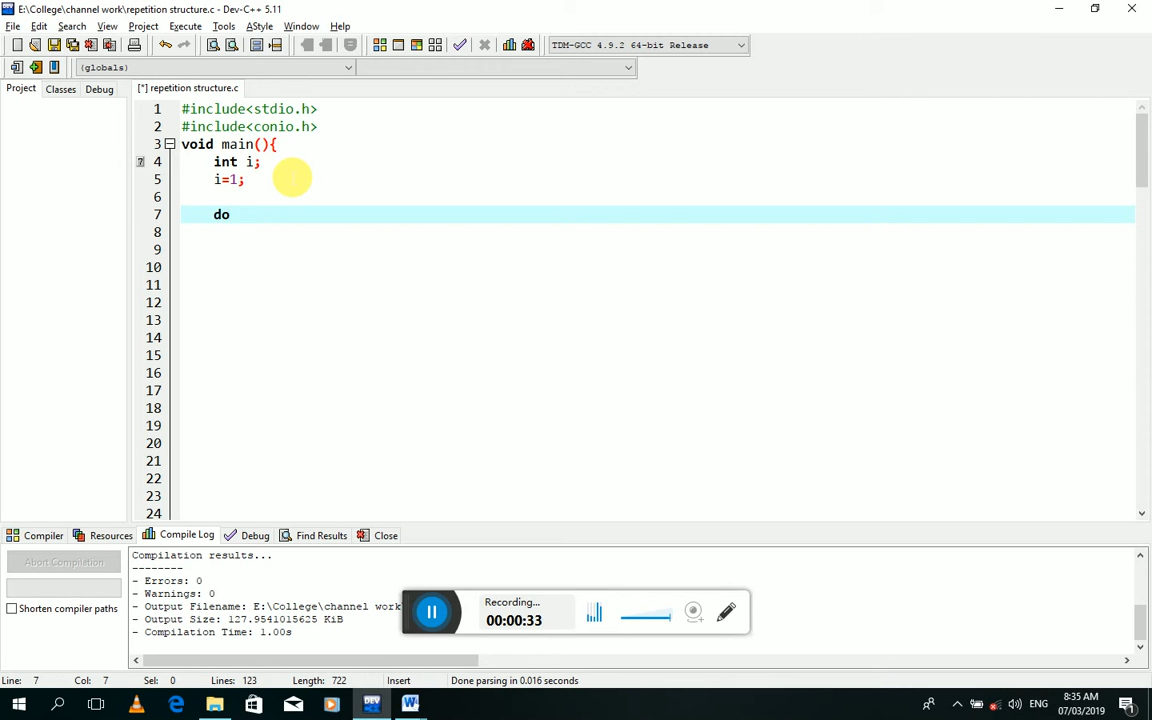 E:\College\channel work\repetition structure.c - Dev-C++ 5.11
File Edit Search View Project Execute Tools AStyle Window Help
TDM-GCC 4.9.2 64-bit Release
(globals)
Project Classes Debug [*] repetition structure.c
1 #include<stdio.h>
2 #include<conio.h>
3 void main(){
4 int i;
5 i=1;
6
7 do
8
9
10
11
12
13
14
15
16
17
18
19
20
21
22
23
24
Compiler Resources Compile Log Debug Find Results Close
Abort Compilation
Shorten compiler paths
Compilation results...
--------
- Errors: 0
- Warnings: 0
- Output Filename: E:\College\channel work
- Output Size: 127.9541015625 KiB
- Compilation Time: 1.00s
Recording...
00:00:33
Line: 7 Col: 7 Sel: 0 Lines: 123 Length: 722 Insert Done parsing in 0.016 seconds
ENG 8:35 AM
07/03/2019
1